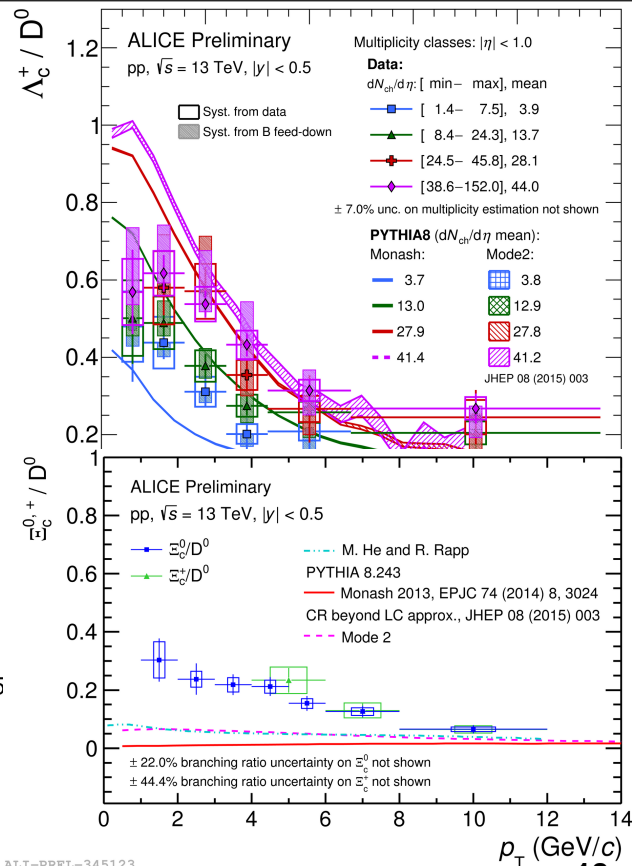 Λc+ / D0
1.2
1
0.8
0.6
0.4
0.2
ALICE Preliminary
pp, √s = 13 TeV, |y| < 0.5
Syst. from data
Syst. from B feed-down
Multiplicity classes: |η| < 1.0
Data:
dNch/dη: [ min− max], mean
[ 1.4− 7.5], 3.9
[ 8.4− 24.3], 13.7
[24.5− 45.8], 28.1
[38.6−152.0], 44.0
± 7.0% unc. on multiplicity estimation not shown
PYTHIA8 (dNch/dη mean):
Monash: Mode2:
3.7 3.8
13.0 12.9
27.9 27.8
41.4 41.2
JHEP 08 (2015) 003
Ξc0,+ / D0
1
0.8
0.6
0.4
0.2
0
ALICE Preliminary
pp, √s = 13 TeV, |y| < 0.5
Ξc0/D0
Ξc+/D0
M. He and R. Rapp
PYTHIA 8.243
Monash 2013, EPJC 74 (2014) 8, 3024
CR beyond LC approx., JHEP 08 (2015) 003
Mode 2
± 22.0% branching ratio uncertainty on Ξc0 not shown
± 44.4% branching ratio uncertainty on Ξc+ not shown
0 2 4 6 8 10 12 14
pT (GeV/c)